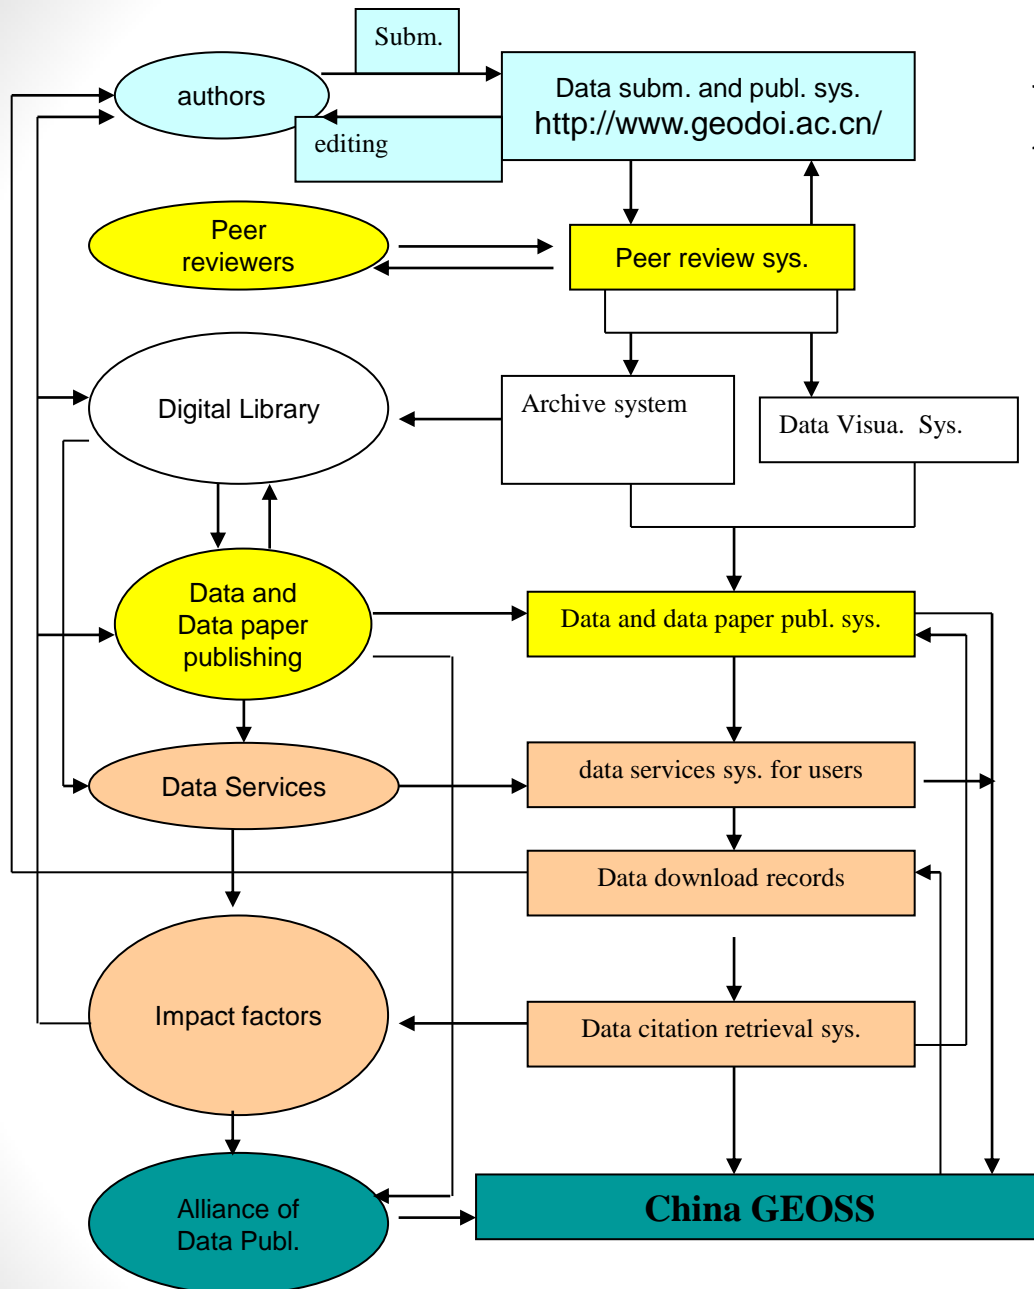 Subm.
authors
Data subm. and publ. sys.
http://www.geodoi.ac.cn/
editing
Peer
reviewers
Peer review sys.
Digital Library
Archive system
Data Visua. Sys.
Data and
Data paper
publishing
Data and data paper publ. sys.
Data Services
data services sys. for users
Data download records
Impact factors
Data citation retrieval sys.
Alliance of
Data Publ.
China GEOSS